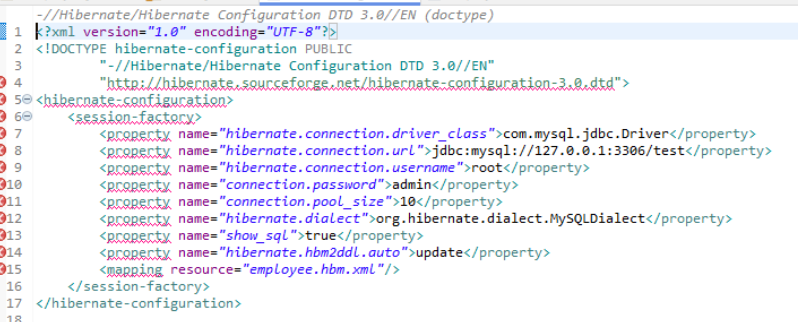 -//Hibernate/Hibernate Configuration DTD 3.0//EN (doctype)
1 <?xml version="1.0" encoding="UTF-8"?>
2 <!DOCTYPE hibernate-configuration PUBLIC
3 "-//Hibernate/Hibernate Configuration DTD 3.0//EN"
4 "http://hibernate.sourceforge.net/hibernate-configuration-3.0.dtd">
5 <hibernate-configuration>
6 <session-factory>
7 <property name="hibernate.connection.driver_class">com.mysql.jdbc.Driver</property>
8 <property name="hibernate.connection.url">jdbc:mysql://127.0.0.1:3306/test</property>
9 <property name="hibernate.connection.username">root</property>
10 <property name="connection.password">admin</property>
11 <property name="connection.pool_size">10</property>
12 <property name="hibernate.dialect">org.hibernate.dialect.MySQLDialect</property>
13 <property name="show_sql">true</property>
14 <property name="hibernate.hbm2ddl.auto">update</property>
15 <mapping resource="employee.hbm.xml"/>
16 </session-factory>
17 </hibernate-configuration>
18